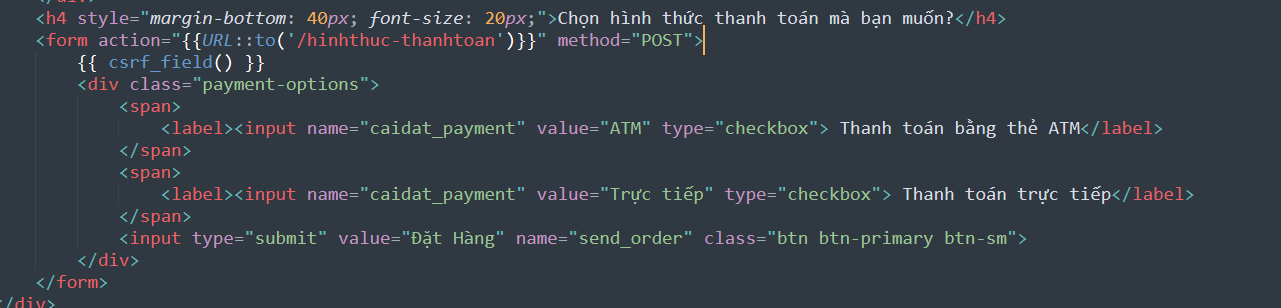 <h4 style="margin-bottom: 40px; font-size: 20px;">Chọn hình thức thanh toán mà bạn muốn?</h4>
<form action="{{URL::to('/hinhthuc-thanhtoan')}}" method="POST">
{{ csrf_field() }}
<div class="payment-options">
<span>
<label><input name="caidat_payment" value="ATM" type="checkbox"> Thanh toán bằng thẻ ATM</label>
</span>
<span>
<label><input name="caidat_payment" value="Trực tiếp" type="checkbox"> Thanh toán trực tiếp</label>
</span>
<input type="submit" value="Đặt Hàng" name="send_order" class="btn btn-primary btn-sm">
</div>
</form>
</div>